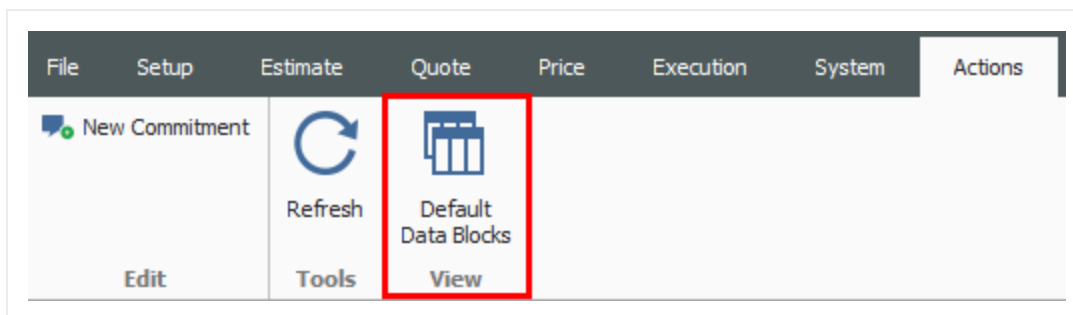 File Setup Estimate Quote Price Execution System Actions
New Commitment
Refresh
Default
Data Blocks
Edit Tools View